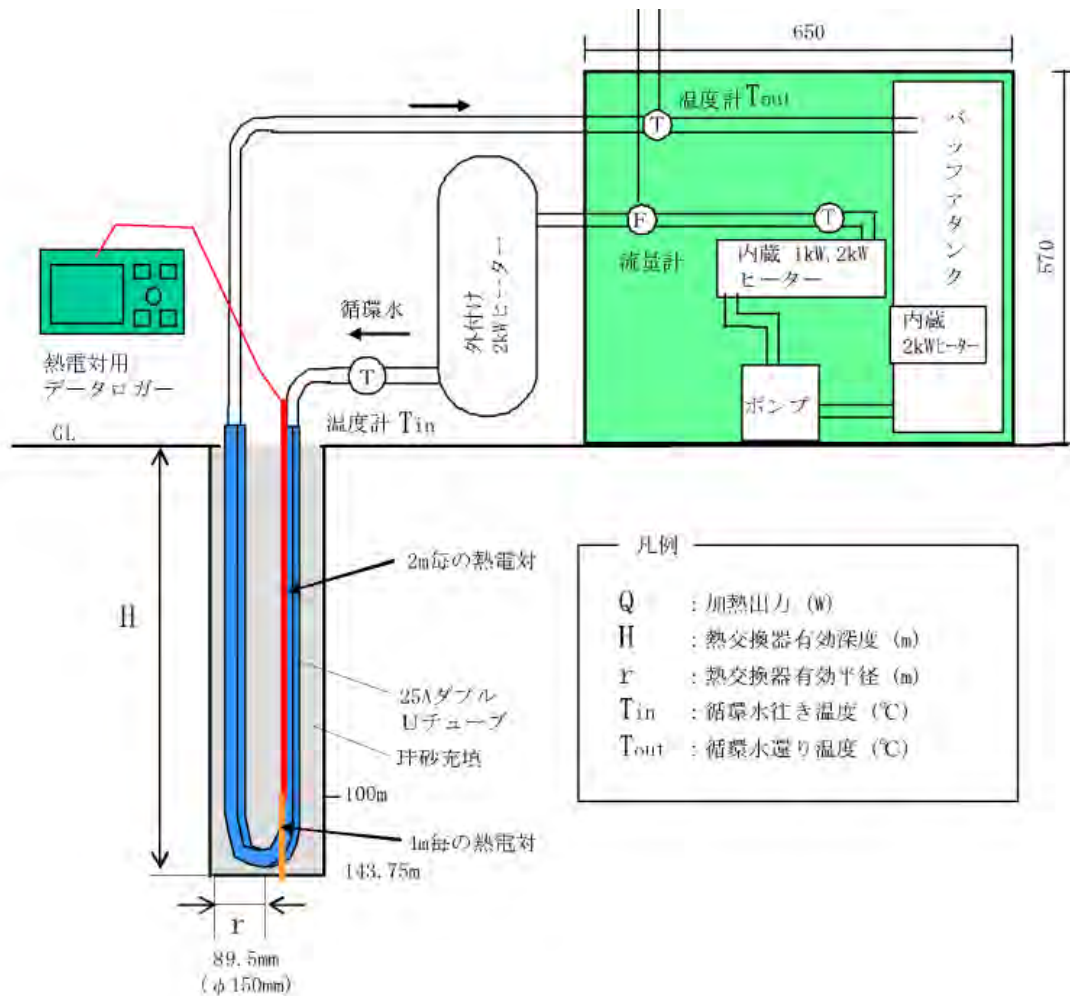 650
温度計 Tout
T
バッファタンク
570
F
T
流量計
内蔵 1kW, 2kW
ヒーター
外付け
2kWヒーター
循環水
T
温度計 Tin
内蔵
2kWヒーター
ポンプ
熱電対用
データロガー
GL
H
2m毎の熱電対
25Aダブル
Uチューブ
珪砂充填
100m
4m毎の熱電対
143.75m
r
89.5mm
(φ150mm)
凡例
Q :加熱出力 (W)
H :熱交換器有効深度 (m)
r :熱交換器有効半径 (m)
Tin :循環水往き温度 (℃)
Tout :循環水還り温度 (℃)